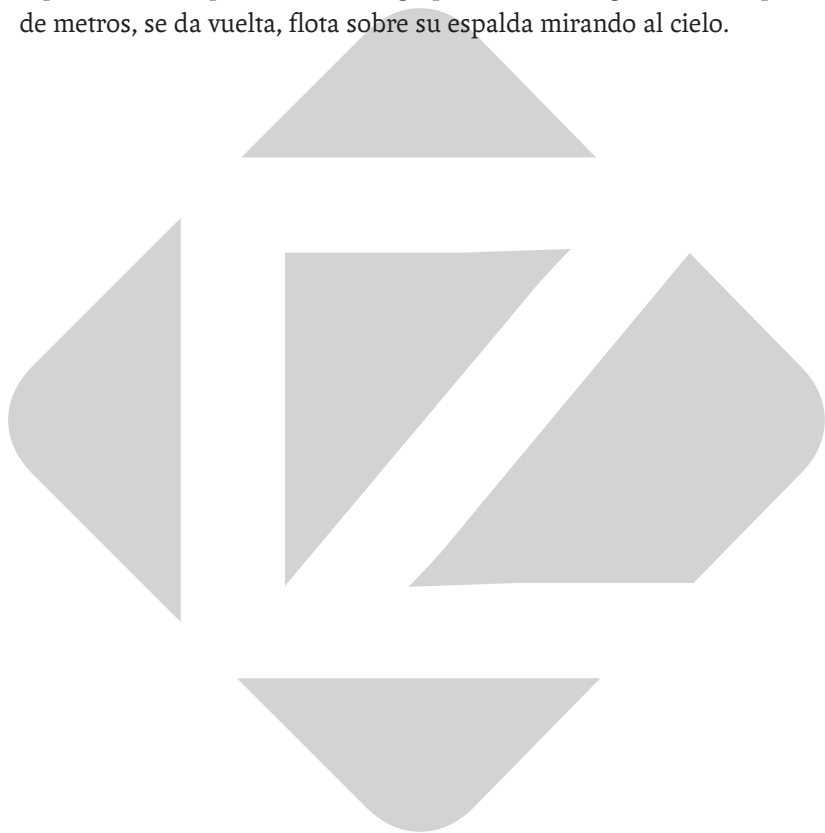 de metros, se da vuelta, flota sobre su espalda mirando al cielo.